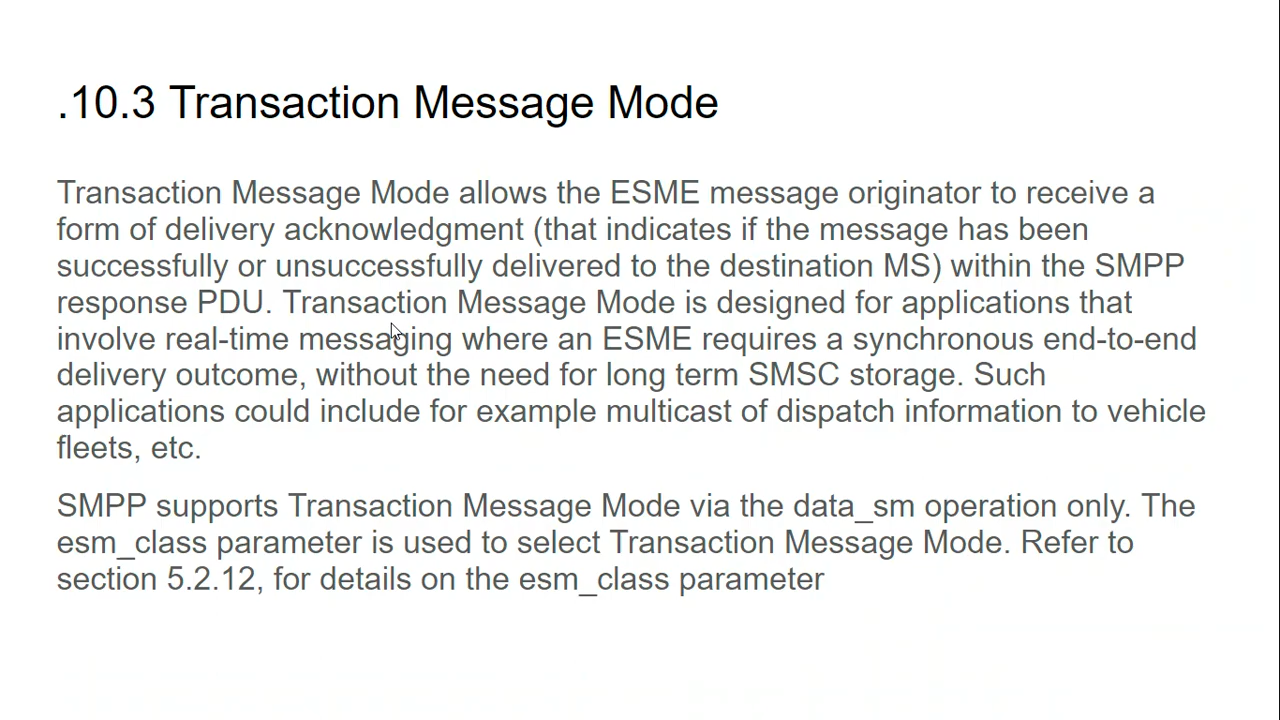 .10.3 Transaction Message Mode
Transaction Message Mode allows the ESME message originator to receive a
form of delivery acknowledgment (that indicates if the message has been
successfully or unsuccessfully delivered to the destination MS) within the SMPP
response PDU. Transaction Message Mode is designed for applications that
involve real-time messaging where an ESME requires a synchronous end-to-end
delivery outcome, without the need for long term SMSC storage. Such
applications could include for example multicast of dispatch information to vehicle
fleets, etc.
SMPP supports Transaction Message Mode via the data_sm operation only. The
esm_class parameter is used to select Transaction Message Mode. Refer to
section 5.2.12, for details on the esm_class parameter